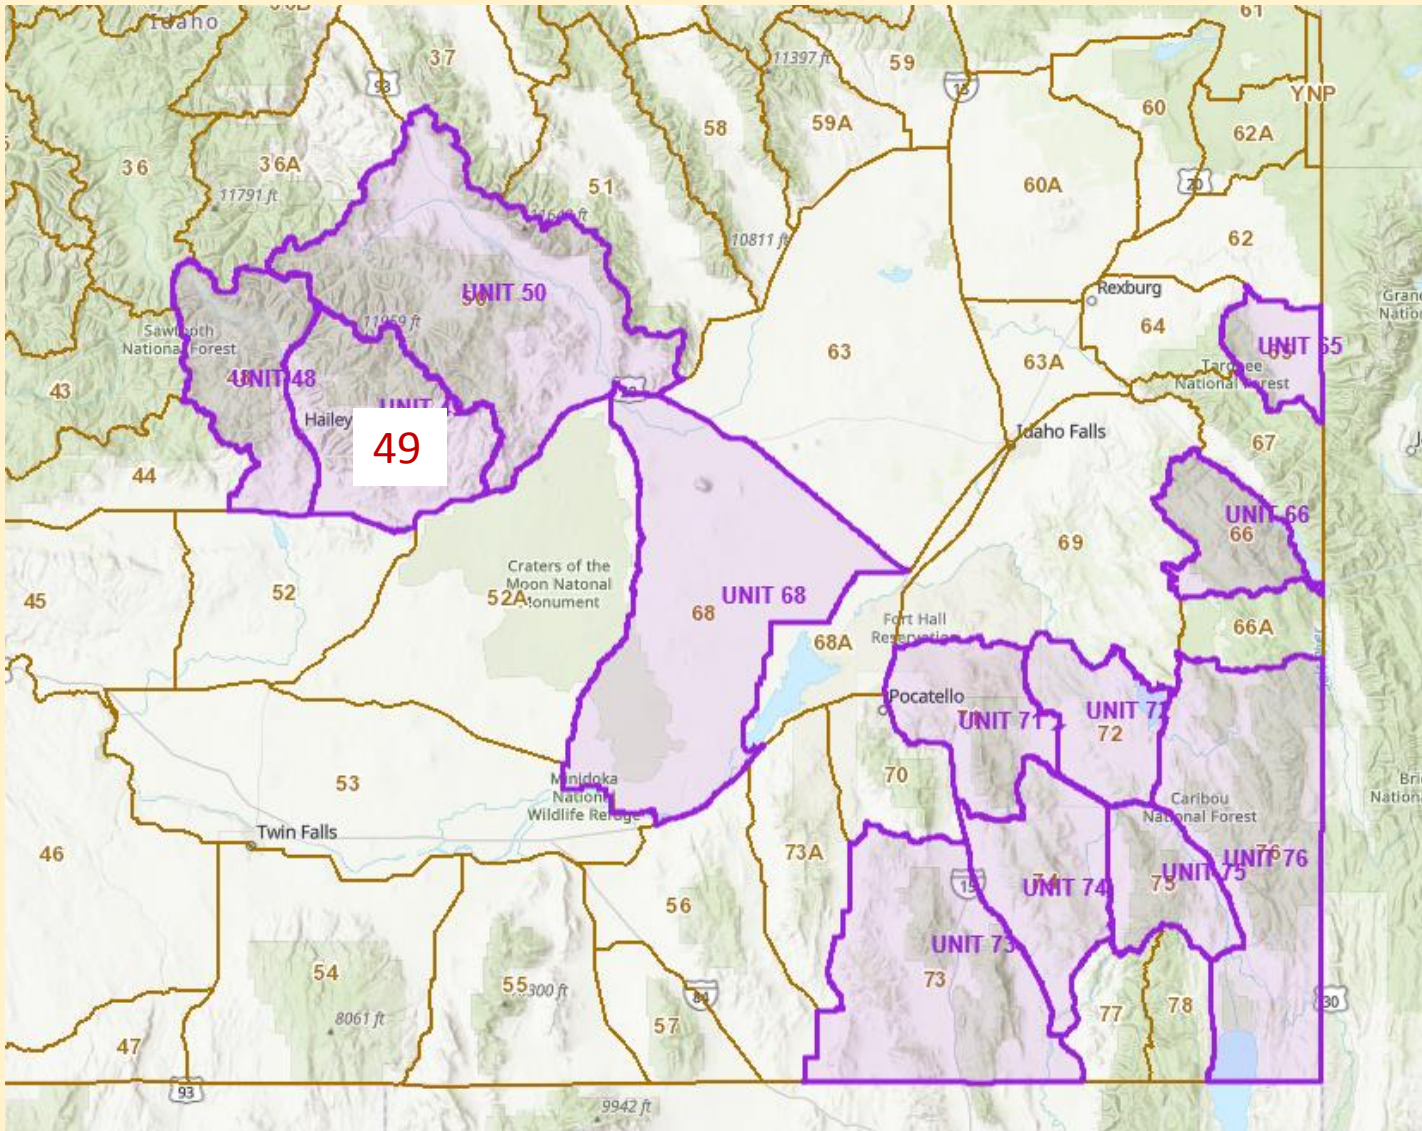 Idaho
37
93
59
11397 ft
15
61
YNP
60
62A
58
59A
36
36A
11791 ft
51
60A
20
10811 ft
62
UNIT 50
Rexburg
11959 ft
64
Sawtooth
National Forest
UNIT 48
63
63A
UNIT 65
Targhee
National Forest
43
UNIT
Hailey
49
Idaho Falls
67
44
UNIT 66
66
69
Craters of the
Moon Natonal
Monument
52A
52
45
UNIT 68
68
68A
Fort Hall
Reservation
66A
Pocatello
UNIT 71
UNIT 72
72
70
53
Minidoka
National
Wildlife Refuge
Caribou
National Forest
Twin Falls
46
73A
UNIT 76
76
UNIT 75
75
15
UNIT 74
56
UNIT 73
73
54
55
84
8061 ft
57
77
78
30
47
93
9942 ft